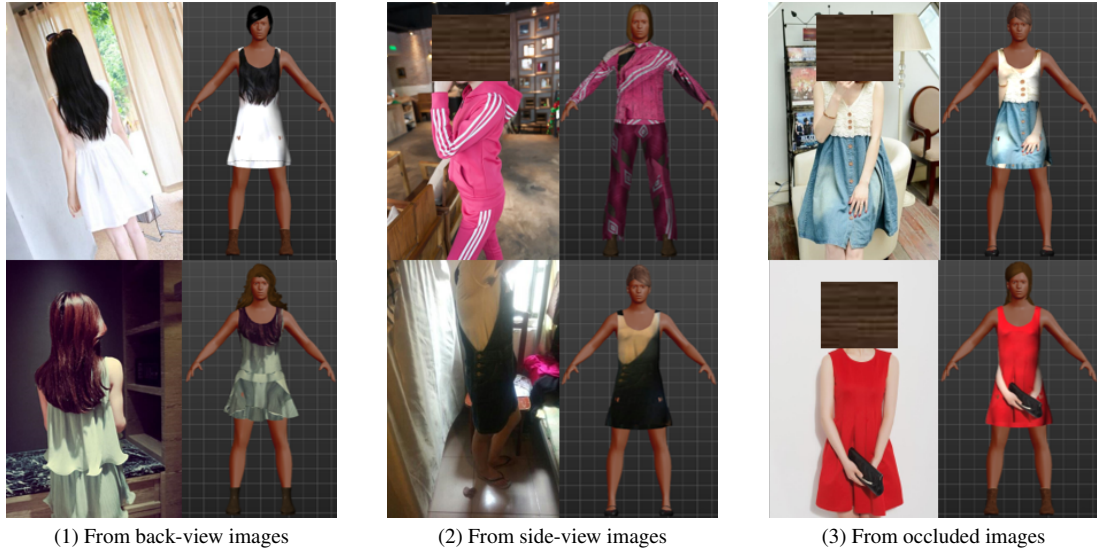 (1) From back-view images
(2) From side-view images
(3) From occluded images